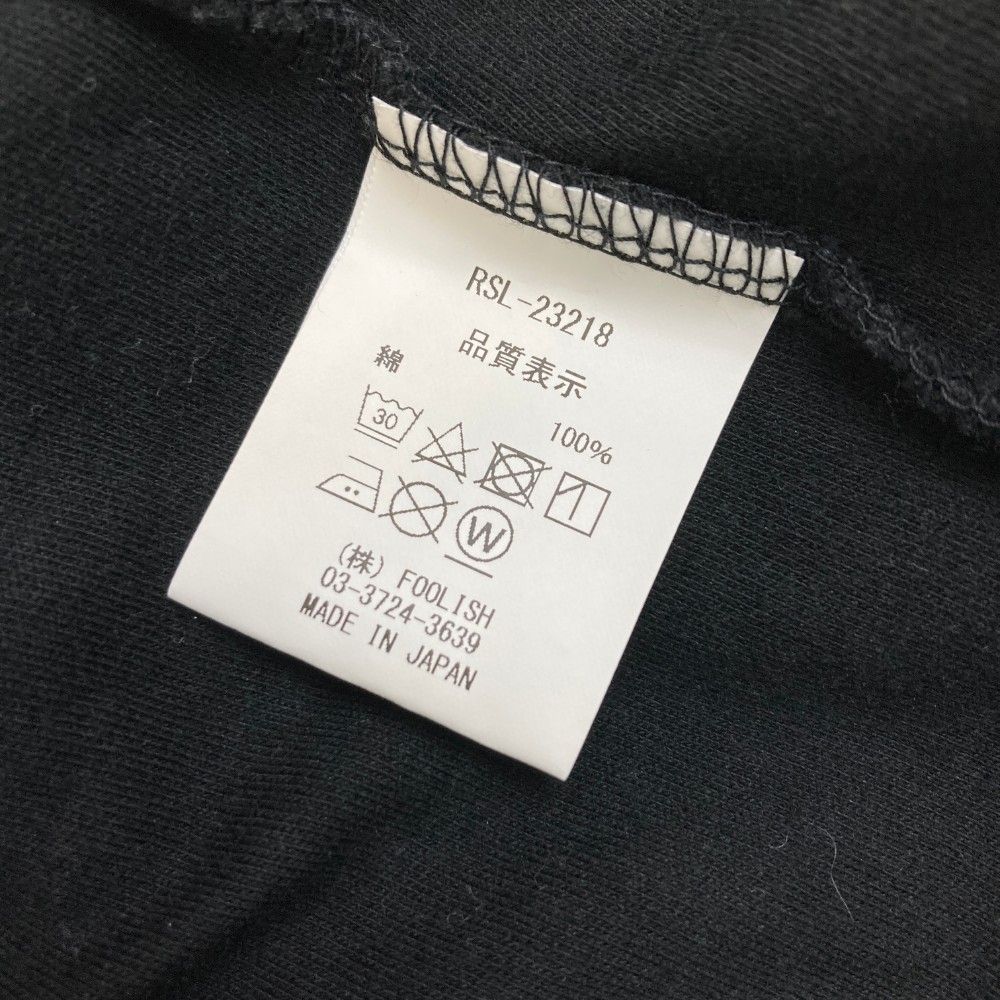 RSL-23218
品質表示
綿 100%
30
W
(株) FOOLISH
03-3724-3639
MADE IN JAPAN